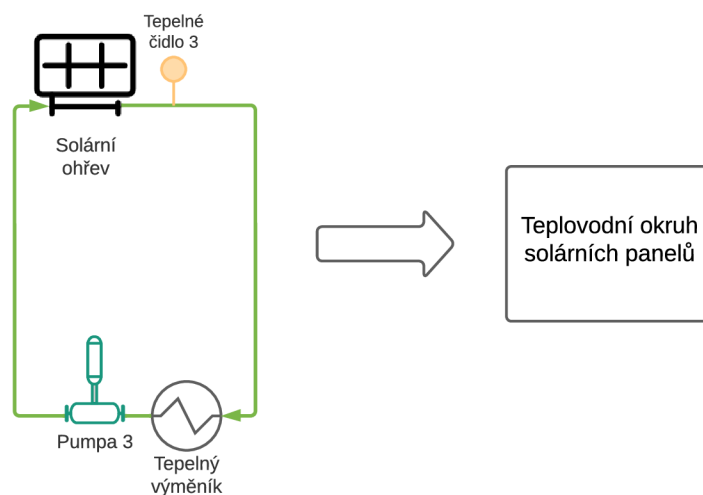 Tepelné
čidlo 3
Solární
ohřev
Teplovodní okruh
solárních panelů
Pumpa 3
Tepelný
výměník